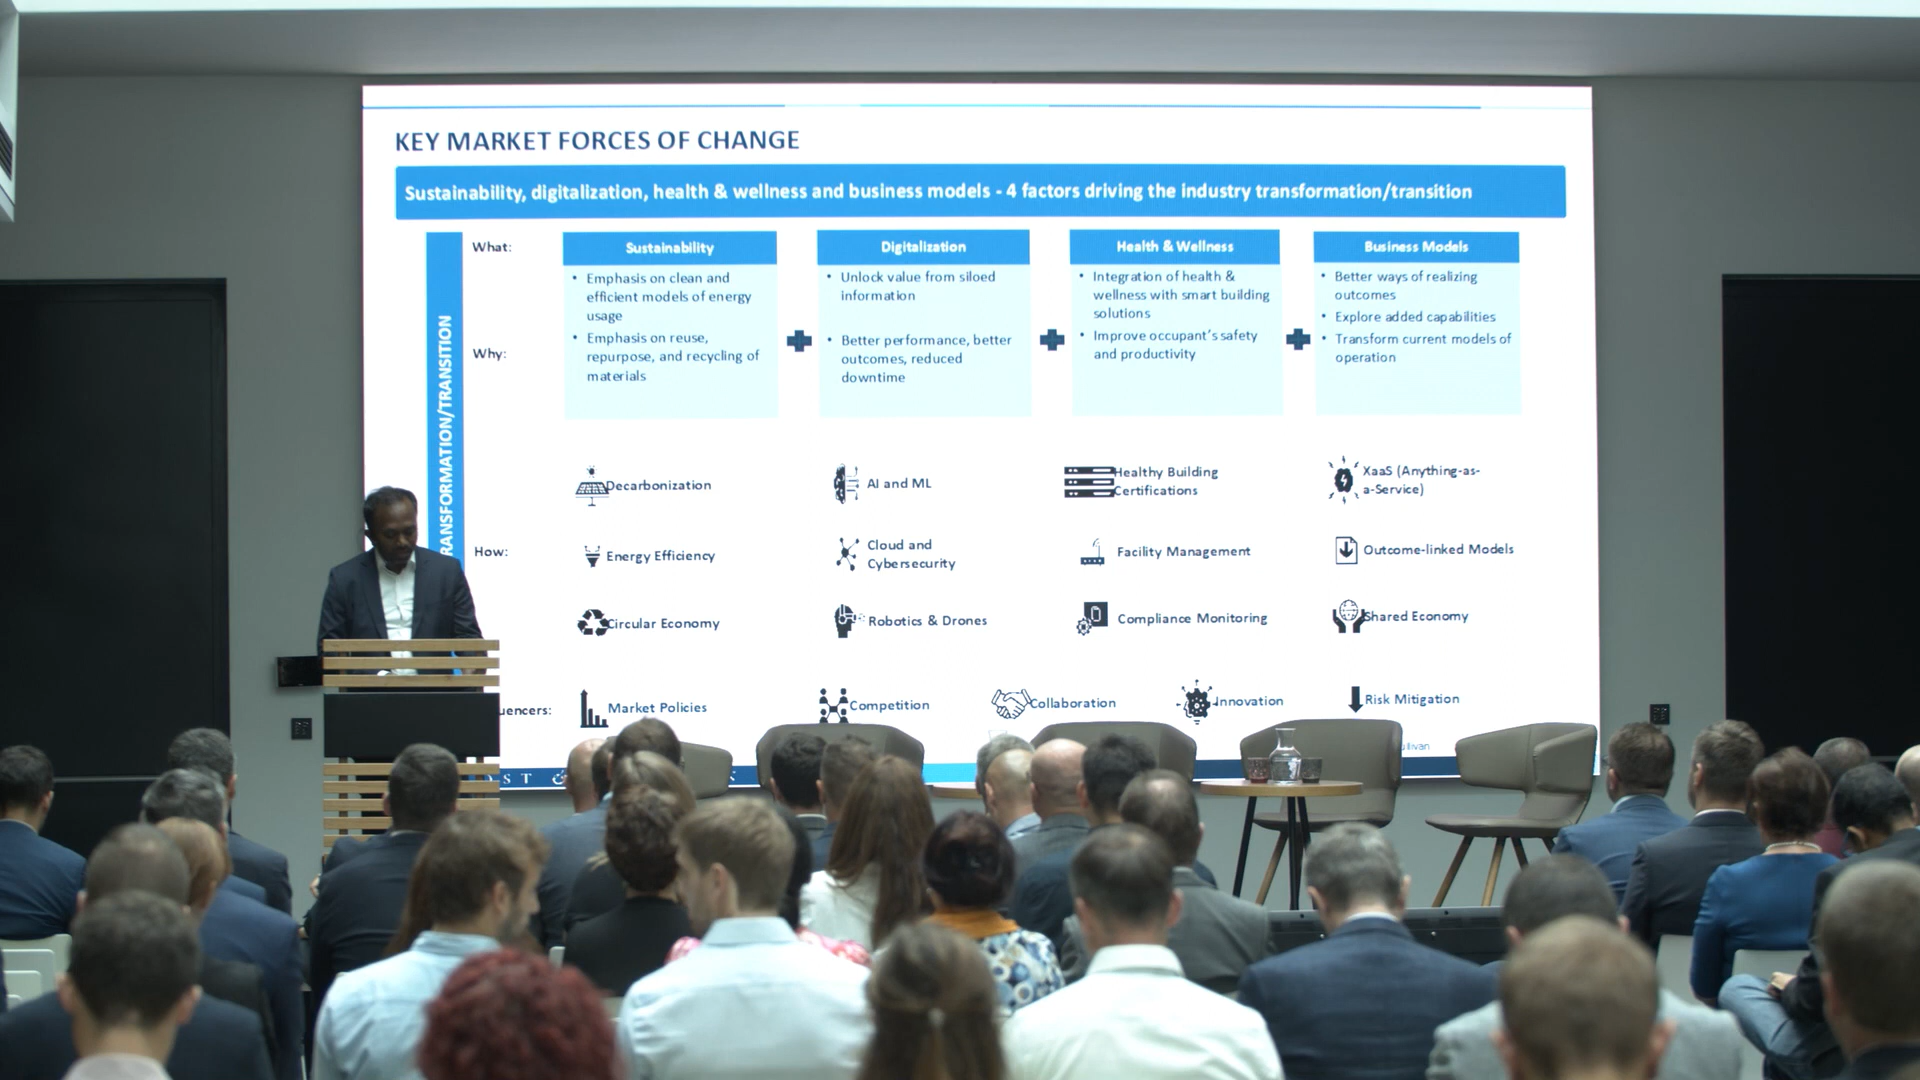 KEY MARKET FORCES OF CHANGE
Sustainability, digitalization, health & wellness and business models - 4 factors driving the industry transformation/transition
What:
Sustainability
• Emphasis on clean and
efficient models of energy
usage
• Emphasis on reuse,
repurpose, and recycling of
materials
Digitalization
• Unlock value from siloed
information
• Better performance, better
outcomes, reduced
downtime
Health & Wellness
• Integration of health &
wellness with smart building
solutions
• Improve occupant's safety
and productivity
Business Models
• Better ways of realizing
outcomes
• Explore added capabilities
• Transform current models of
operation
Why:
RANSFORMATION/TRANSITION
How:
Decarbonization
AI and ML
Healthy Building
Certifications
XaaS (Anything-as-
a-Service)
Energy Efficiency
Cloud and
Cybersecurity
Facility Management
Outcome-linked Models
Circular Economy
Robotics & Drones
Compliance Monitoring
Shared Economy
uencers:
Market Policies
Competition
Collaboration
Innovation
Risk Mitigation